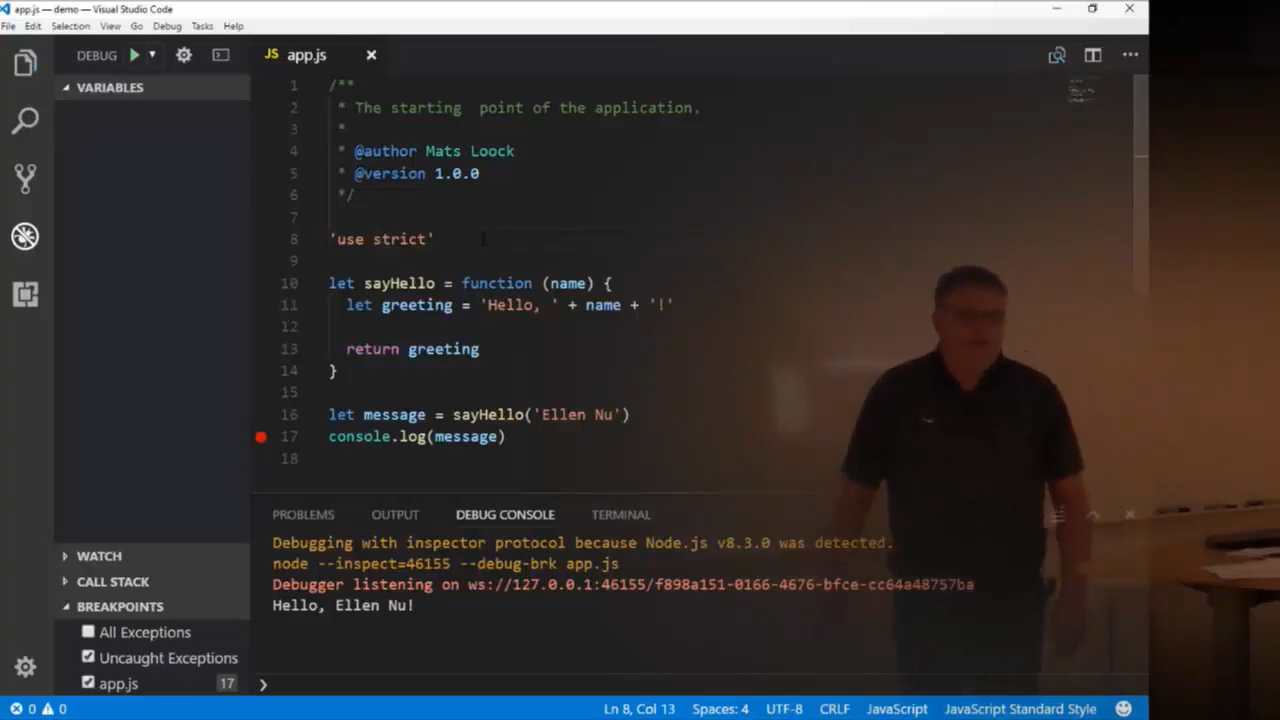 app.js — demo — Visual Studio Code
File Edit Selection View Go Debug Tasks Help
DEBUG
JS app.js
VARIABLES
1 /**
2 * The starting  point of the application.
3 *
4 * @author Mats Loock
5 * @version 1.0.0
6 */
7
8 'use strict'
9
10 let sayHello = function (name) {
11 let greeting = 'Hello, ' + name + '!'
12
13 return greeting
14 }
15
16 let message = sayHello('Ellen Nu')
17 console.log(message)
18
PROBLEMS OUTPUT DEBUG CONSOLE TERMINAL
Debugging with inspector protocol because Node.js v8.3.0 was detected.
node --inspect=46155 --debug-brk app.js
Debugger listening on ws://127.0.0.1:46155/f898a151-0166-4676-bfce-cc64a48757ba
Hello, Ellen Nu!
WATCH
CALL STACK
BREAKPOINTS
All Exceptions
Uncaught Exceptions
app.js 17
0 0 Ln 8, Col 13 Spaces: 4 UTF-8 CRLF JavaScript JavaScript Standard Style